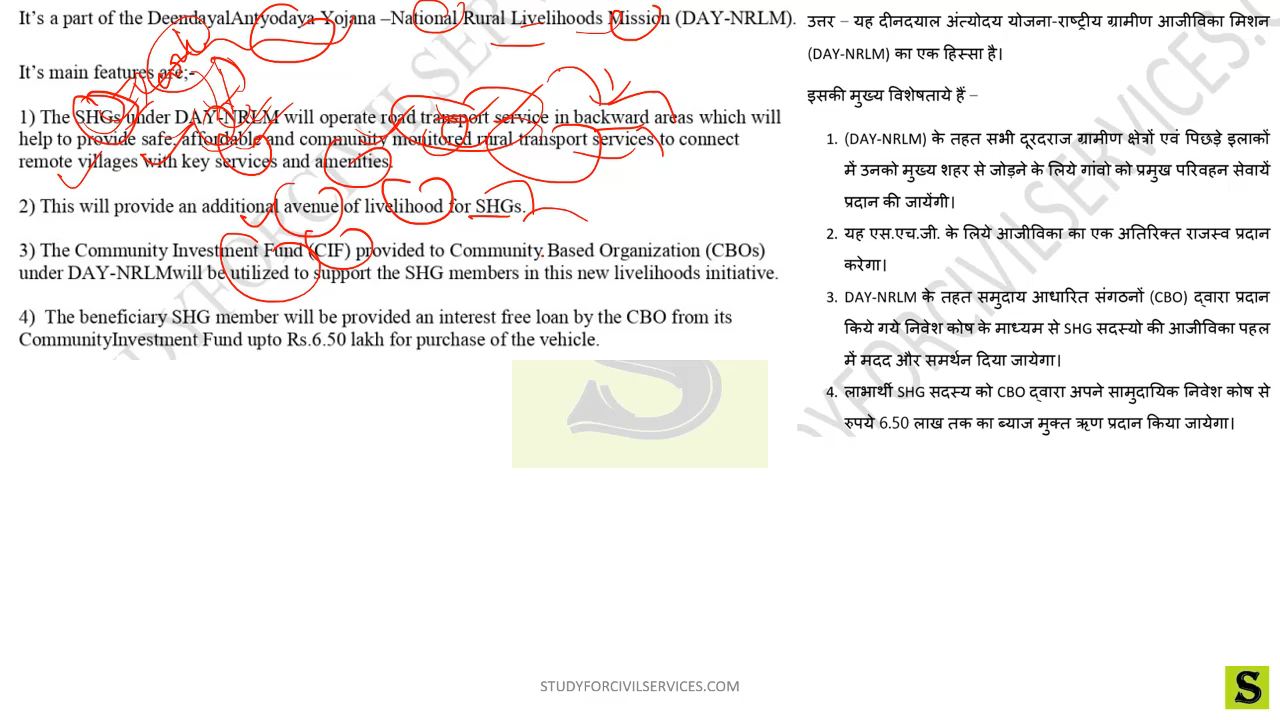 It's a part of the DeendayalAntyodaya Yojana –National Rural Livelihoods Mission (DAY-NRLM).
It's main features are;-
1) The SHGs under DAY-NRLM will operate road transport service in backward areas which will
help to provide safe, affordable and community monitored rural transport services to connect
remote villages with key services and amenities.
2) This will provide an additional avenue of livelihood for SHGs.
3) The Community Investment Fund (CIF) provided to Community Based Organization (CBOs)
under DAY-NRLMwill be utilized to support the SHG members in this new livelihoods initiative.
4) The beneficiary SHG member will be provided an interest free loan by the CBO from its
CommunityInvestment Fund upto Rs.6.50 lakh for purchase of the vehicle.
उत्तर – यह दीनदयाल अंत्योदय योजना-राष्ट्रीय ग्रामीण आजीविका मिशन
(DAY-NRLM) का एक हिस्सा है।
इसकी मुख्य विशेषताये हैं –
1. (DAY-NRLM) के तहत सभी दूरदराज ग्रामीण क्षेत्रों एवं पिछड़े इलाकों
में उनको मुख्य शहर से जोड़ने के लिये गांवों को प्रमुख परिवहन सेवायें
प्रदान की जायेंगी।
2. यह एस.एच.जी. के लिये आजीविका का एक अतिरिक्त राजस्व प्रदान
करेगा।
3. DAY-NRLM के तहत समुदाय आधारित संगठनों (CBO) द्वारा प्रदान
किये गये निवेश कोष के माध्यम से SHG सदस्यो की आजीविका पहल
में मदद और समर्थन दिया जायेगा।
4. लाभार्थी SHG सदस्य को CBO द्वारा अपने सामुदायिक निवेश कोष से
रुपये 6.50 लाख तक का ब्याज मुक्त ऋण प्रदान किया जायेगा।
STUDYFORCIVILSERVICES.COM
S